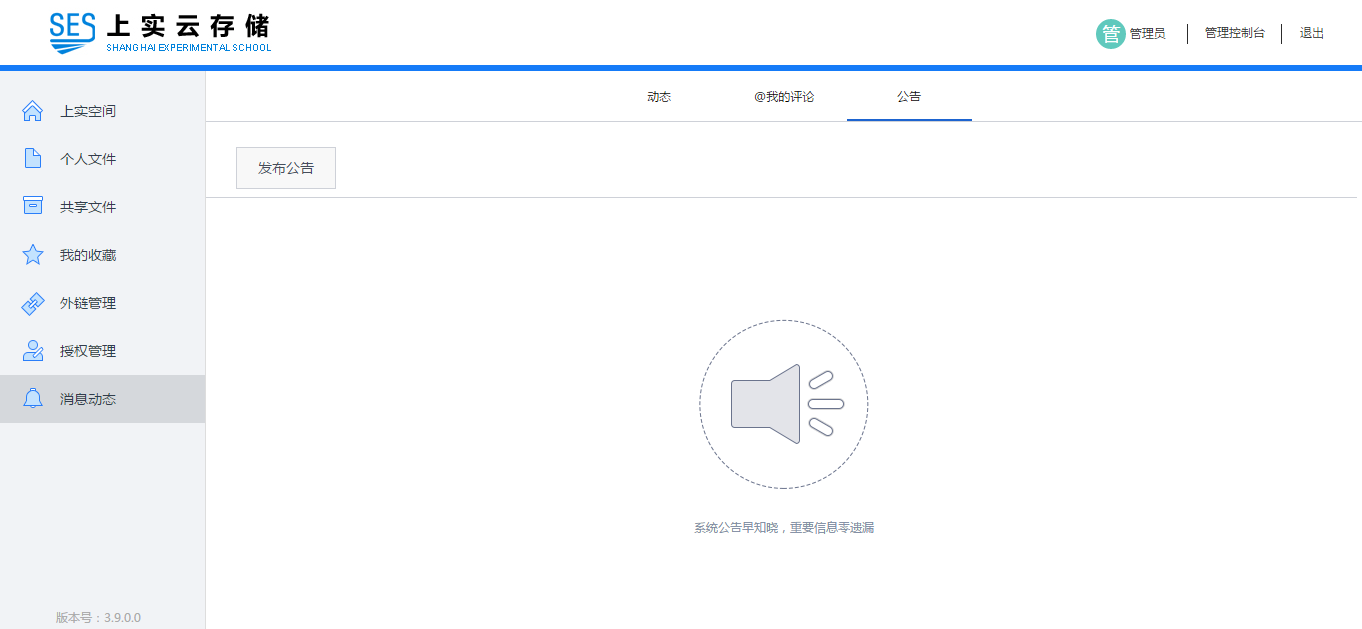 SES 上实云存储
SHANGHAI EXPERIMENTAL SCHOOL
管 管理员 管理控制台 退出
动态 @我的评论 公告
上实空间
个人文件
共享文件
我的收藏
外链管理
授权管理
消息动态
发布公告
系统公告早知晓，重要信息零遗漏
版本号：3.9.0.0